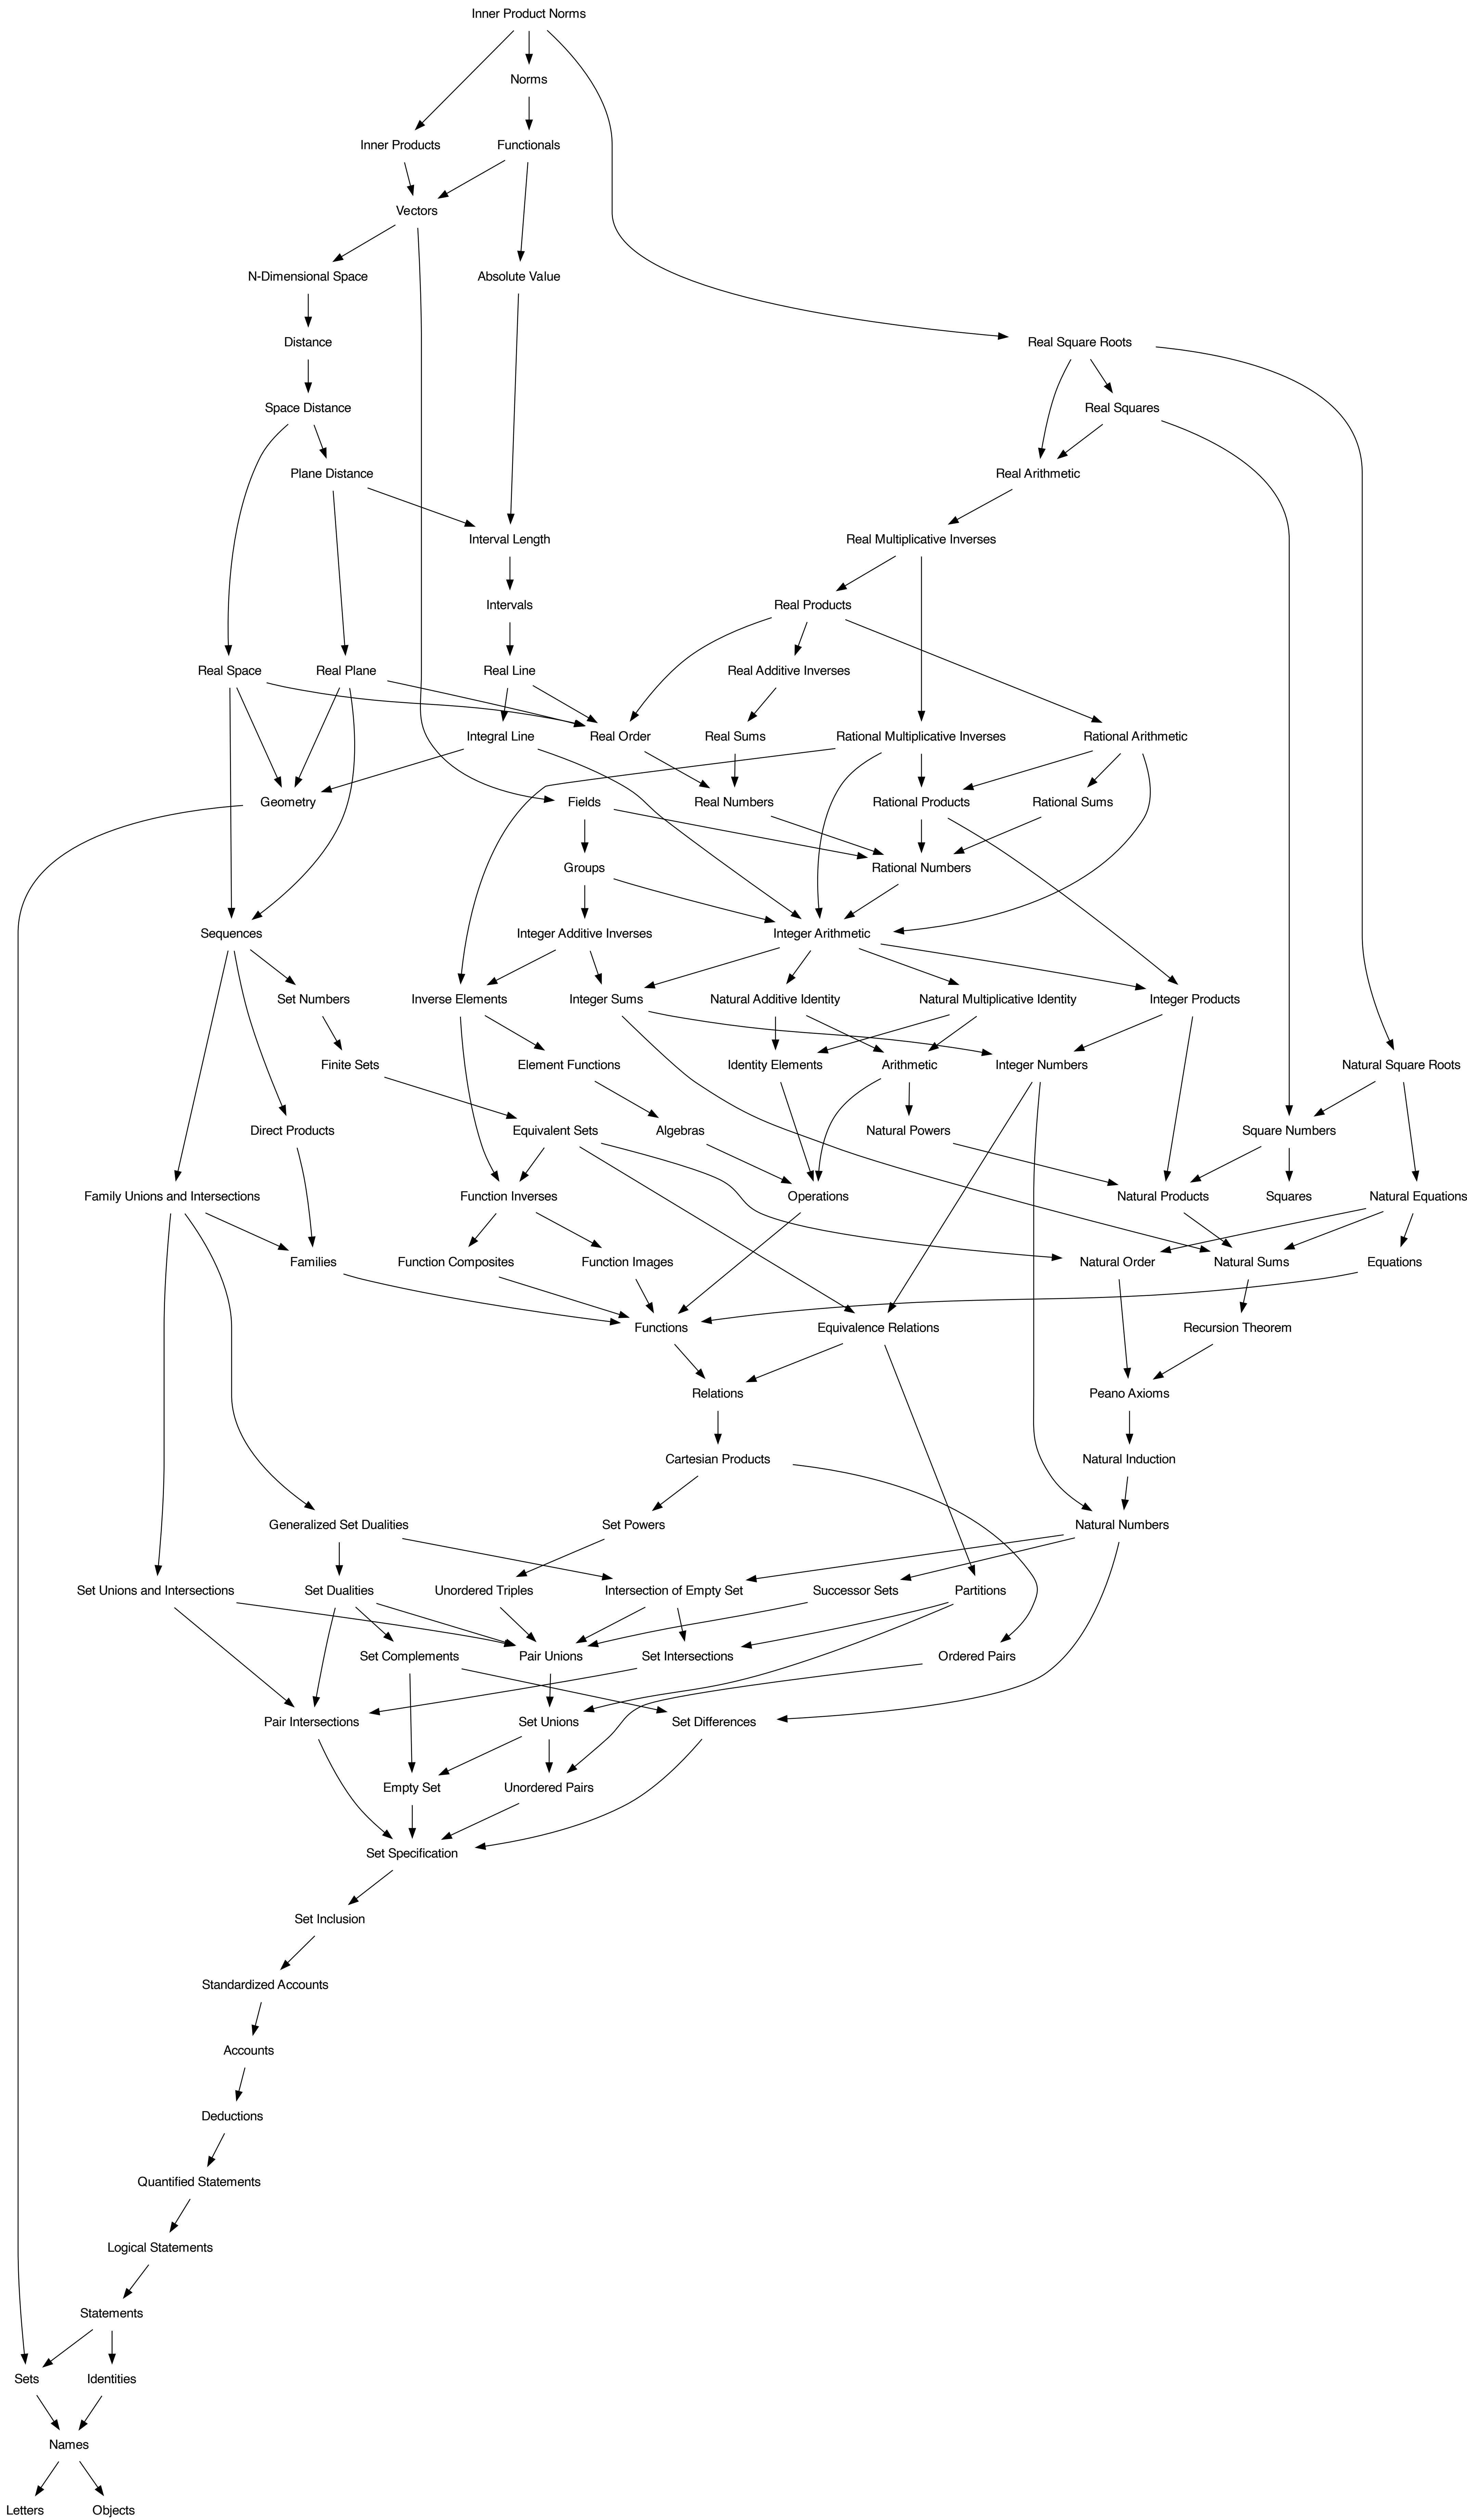 Inner Product Norms
Norms
Inner Products
Functionals
Vectors
N-Dimensional Space
Absolute Value
Distance
Real Square Roots
Space Distance
Real Squares
Plane Distance
Real Arithmetic
Interval Length
Real Multiplicative Inverses
Intervals
Real Products
Real Space
Real Plane
Real Line
Real Additive Inverses
Integral Line
Real Order
Real Sums
Rational Multiplicative Inverses
Rational Arithmetic
Geometry
Fields
Real Numbers
Rational Products
Rational Sums
Groups
Rational Numbers
Sequences
Integer Additive Inverses
Integer Arithmetic
Set Numbers
Inverse Elements
Integer Sums
Natural Additive Identity
Natural Multiplicative Identity
Integer Products
Finite Sets
Element Functions
Identity Elements
Arithmetic
Integer Numbers
Natural Square Roots
Direct Products
Equivalent Sets
Algebras
Natural Powers
Square Numbers
Family Unions and Intersections
Function Inverses
Operations
Natural Products
Squares
Natural Equations
Families
Function Composites
Function Images
Natural Order
Natural Sums
Equations
Functions
Equivalence Relations
Recursion Theorem
Relations
Peano Axioms
Cartesian Products
Natural Induction
Generalized Set Dualities
Set Powers
Natural Numbers
Set Unions and Intersections
Set Dualities
Unordered Triples
Intersection of Empty Set
Successor Sets
Partitions
Set Complements
Pair Unions
Set Intersections
Ordered Pairs
Pair Intersections
Set Unions
Set Differences
Empty Set
Unordered Pairs
Set Specification
Set Inclusion
Standardized Accounts
Accounts
Deductions
Quantified Statements
Logical Statements
Statements
Sets
Identities
Names
Letters
Objects